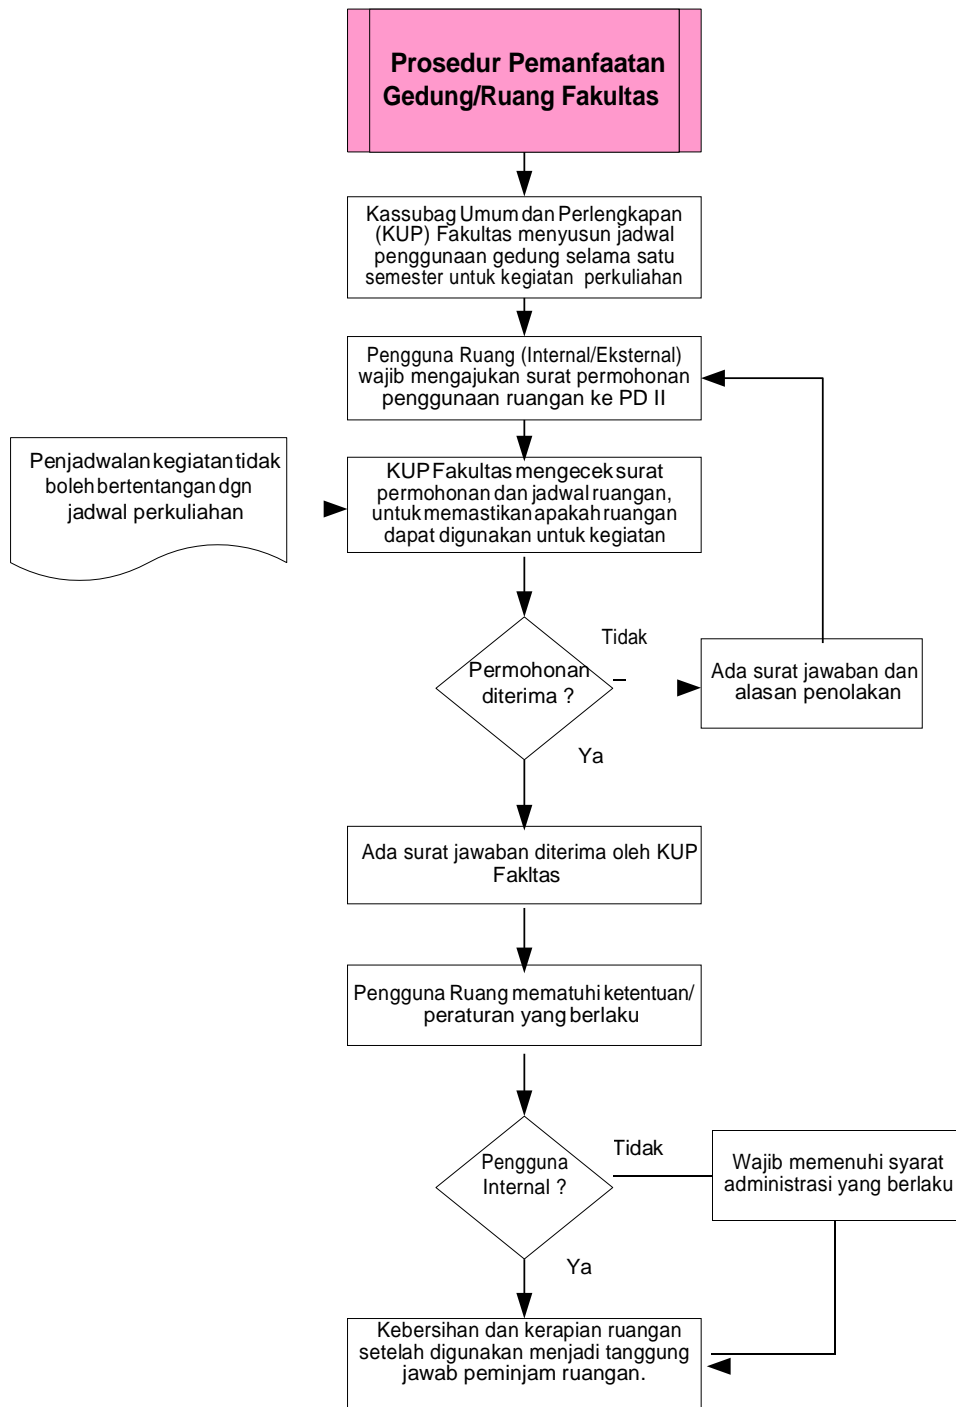 Prosedur Pemanfaatan
Gedung/Ruang Fakultas
Kassubag Umum dan Perlengkapan
(KUP) Fakultas menyusun jadwal
penggunaan gedung selama satu
semester untuk kegiatan perkuliahan
Pengguna Ruang (Internal/Eksternal)
wajib mengajukan surat permohonan
penggunaan ruangan ke PD II
Penjadwalan kegiatan tidak
boleh bertentangan dgn
jadwal perkuliahan
KUP Fakultas mengecek surat
permohonan dan jadwal ruangan,
untuk memastikan apakah ruangan
dapat digunakan untuk kegiatan
Tidak
Permohonan
diterima ?
Ada surat jawaban dan
alasan penolakan
Ya
Ada surat jawaban diterima oleh KUP
Fakltas
Pengguna Ruang mematuhi ketentuan/
peraturan yang berlaku
Tidak
Pengguna
Internal ?
Wajib memenuhi syarat
administrasi yang berlaku
Ya
Kebersihan dan kerapian ruangan
setelah digunakan menjadi tanggung
jawab peminjam ruangan.